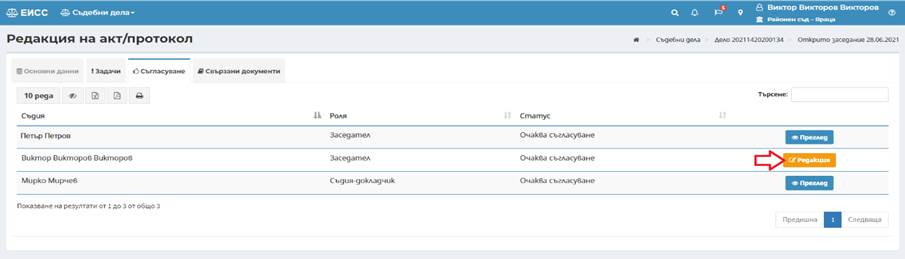 ЕИСС Съдебни дела 6 Виктор Викторов Викторов
Районен съд – Враца
Редакция на акт/протокол
Съдебни дела > Дело 20211420200134 > Открито заседание 28.06.2021
Основни данни ! Задачи Съгласуване Свързани документи
10 реда Търсене:
Съдия Роля Статус
Петър Петров Заседател Очаква съгласуване Преглед
Виктор Викторов Викторов Заседател Очаква съгласуване Редакция
Мирко Мирчев Съдия-докладчик Очаква съгласуване Преглед
Показване на резултати от 1 до 3 от общо 3
Предишна 1 Следваща